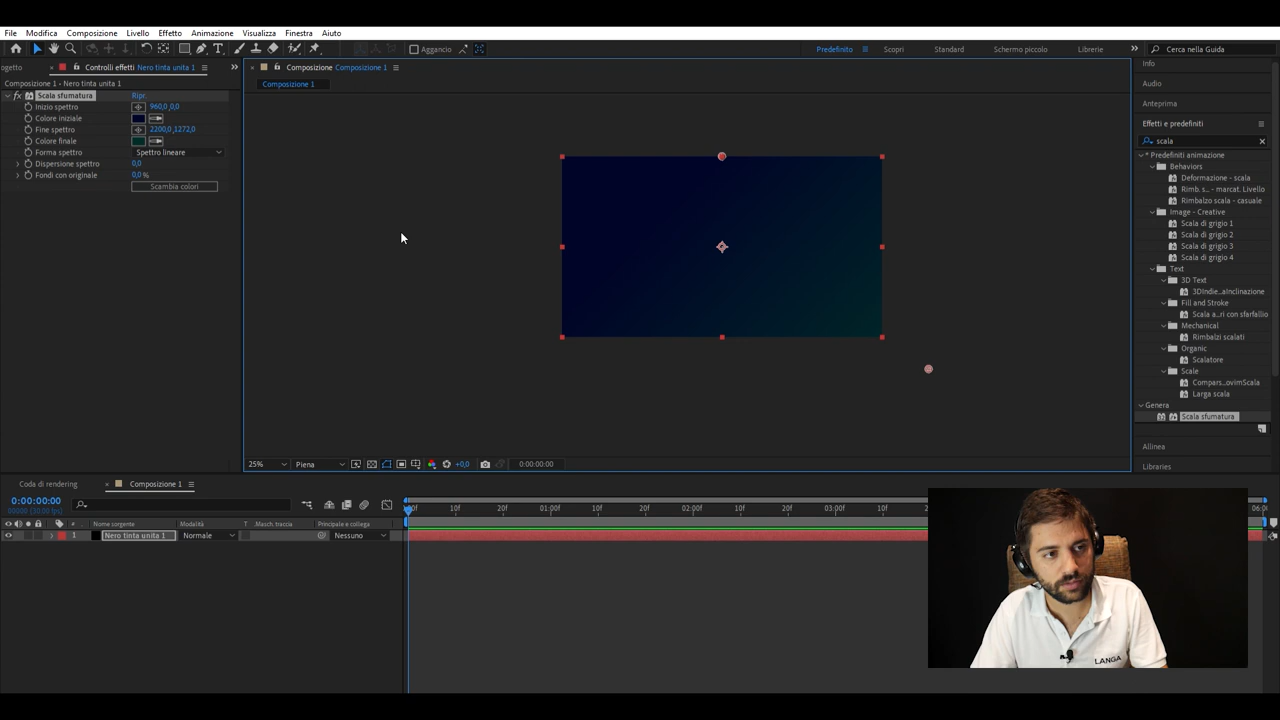 File Modifica Composizione Livello Effetto Animazione Visualizza Finestra Aiuto
Aggancio Predefinito Scopri Standard Schermo piccolo Librerie Cerca nella Guida
ogetto Controlli effetti Nero tinta unita 1
Composizione 1 - Nero tinta unita 1
fx Scala sfumatura Ripr.
Inizio spettro 960,0,0,0
Colore iniziale
Fine spettro 2200,0,1272,0
Colore finale
Forma spettro Spettro lineare
Dispersione spettro 0,0
Fondi con originale 0,0 %
Scambia colori
Composizione Composizione 1
Composizione 1
25% Piena +0,0 0:00:00:00
Info
Audio
Anteprima
Effetti e predefiniti
scala
* Predefiniti animazione
Behaviors
Deformazione - scala
Rimb. s... - marcat. Livello
Rimbalzo scala - casuale
Image - Creative
Scala di grigio 1
Scala di grigio 2
Scala di grigio 3
Scala di grigio 4
Text
3D Text
3DIndie...aInclinazione
Fill and Stroke
Scala a...ri con sfarfallio
Mechanical
Rimbalzi scalati
Organic
Scalatore
Scale
Compars...ovimScala
Larga scala
Genera
Scala sfumatura
Allinea
Libraries
Coda di rendering Composizione 1
0:00:00:00
00000 (30.00 fps)
# Nome sorgente Modalità T Masch. traccia Principale e collega
1 Nero tinta unita 1 Normale Nessuno
10f 20f 01:00f 10f 20f 02:00f 10f 20f 03:00f 10f 20f
06:0
LANGA